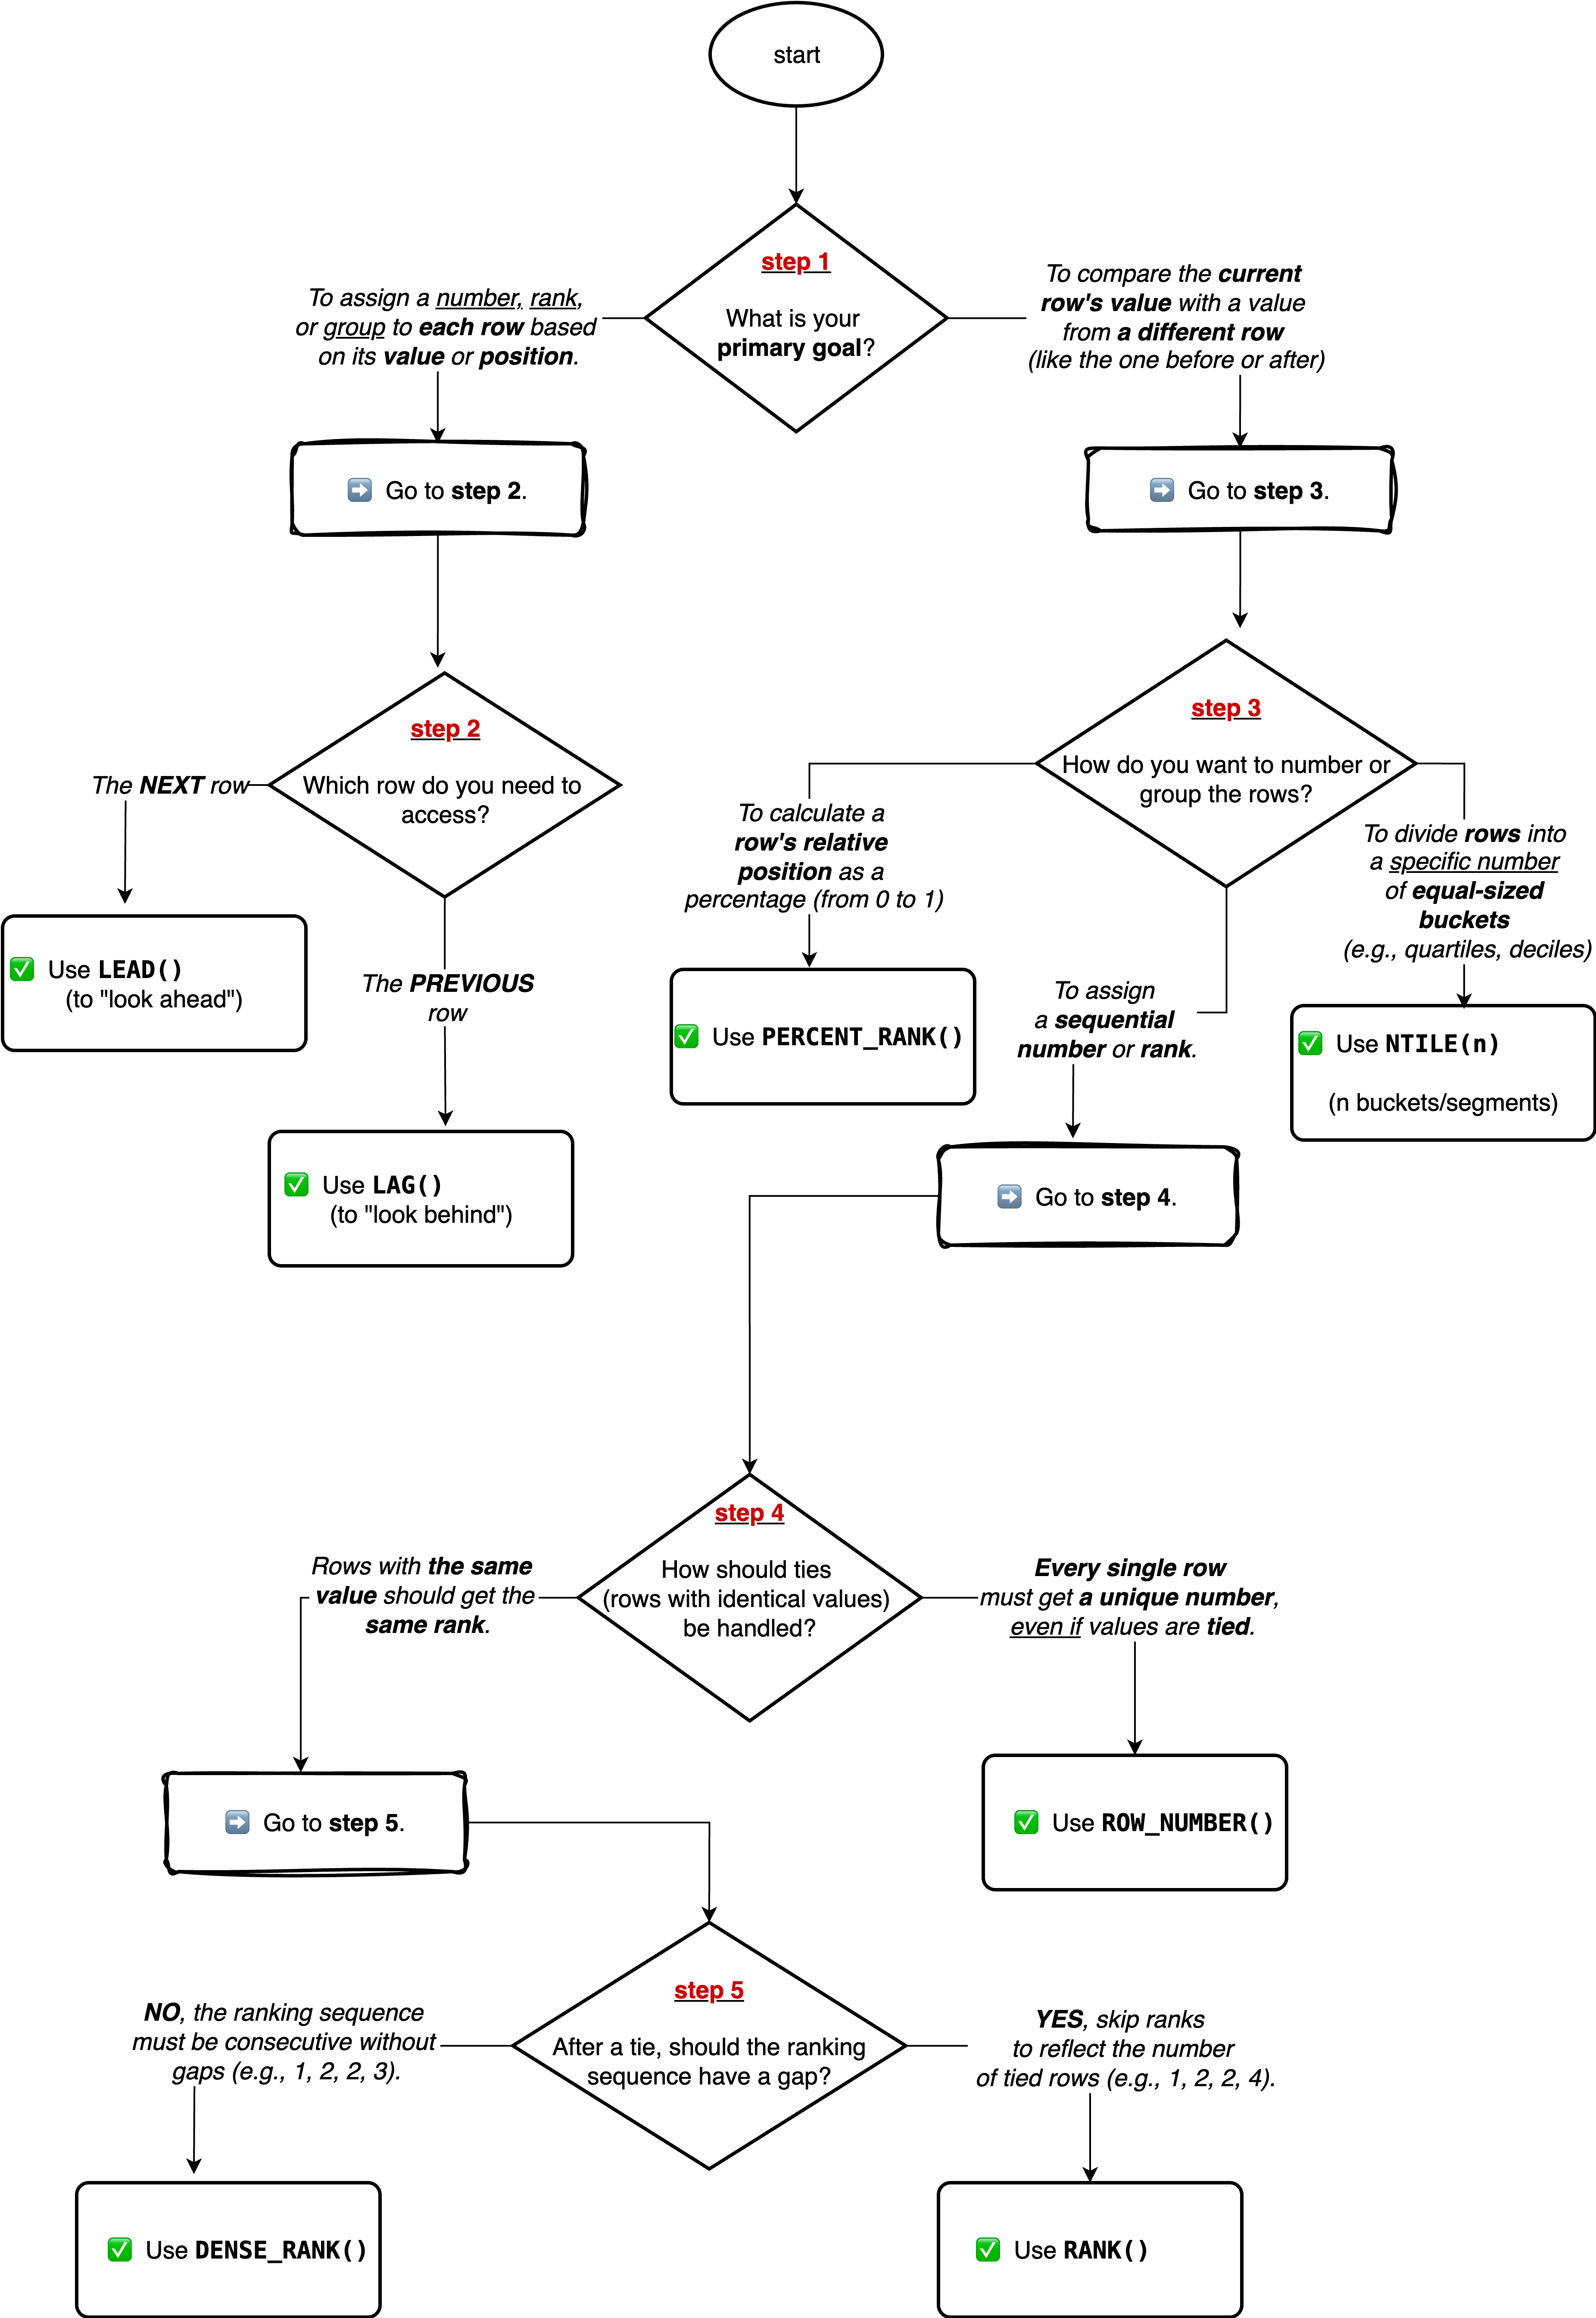 start
step 1
What is your
primary goal?
To assign a number, rank,
or group to each row based
on its value or position.
To compare the current
row's value with a value
from a different row
(like the one before or after)
➡️ Go to step 2.
➡️ Go to step 3.
step 2
Which row do you need to
access?
The NEXT row
✅ Use LEAD()
(to "look ahead")
The PREVIOUS
row
✅ Use LAG()
(to "look behind")
step 3
How do you want to number or
group the rows?
To calculate a
row's relative
position as a
percentage (from 0 to 1)
✅ Use PERCENT_RANK()
To assign
a sequential
number or rank.
To divide rows into
a specific number
of equal-sized
buckets
(e.g., quartiles, deciles)
✅ Use NTILE(n)
(n buckets/segments)
➡️ Go to step 4.
step 4
How should ties
(rows with identical values)
be handled?
Rows with the same
value should get the
same rank.
Every single row
must get a unique number,
even if values are tied.
➡️ Go to step 5.
✅ Use ROW_NUMBER()
step 5
After a tie, should the ranking
sequence have a gap?
NO, the ranking sequence
must be consecutive without
gaps (e.g., 1, 2, 2, 3).
YES, skip ranks
to reflect the number
of tied rows (e.g., 1, 2, 2, 4).
✅ Use DENSE_RANK()
✅ Use RANK()